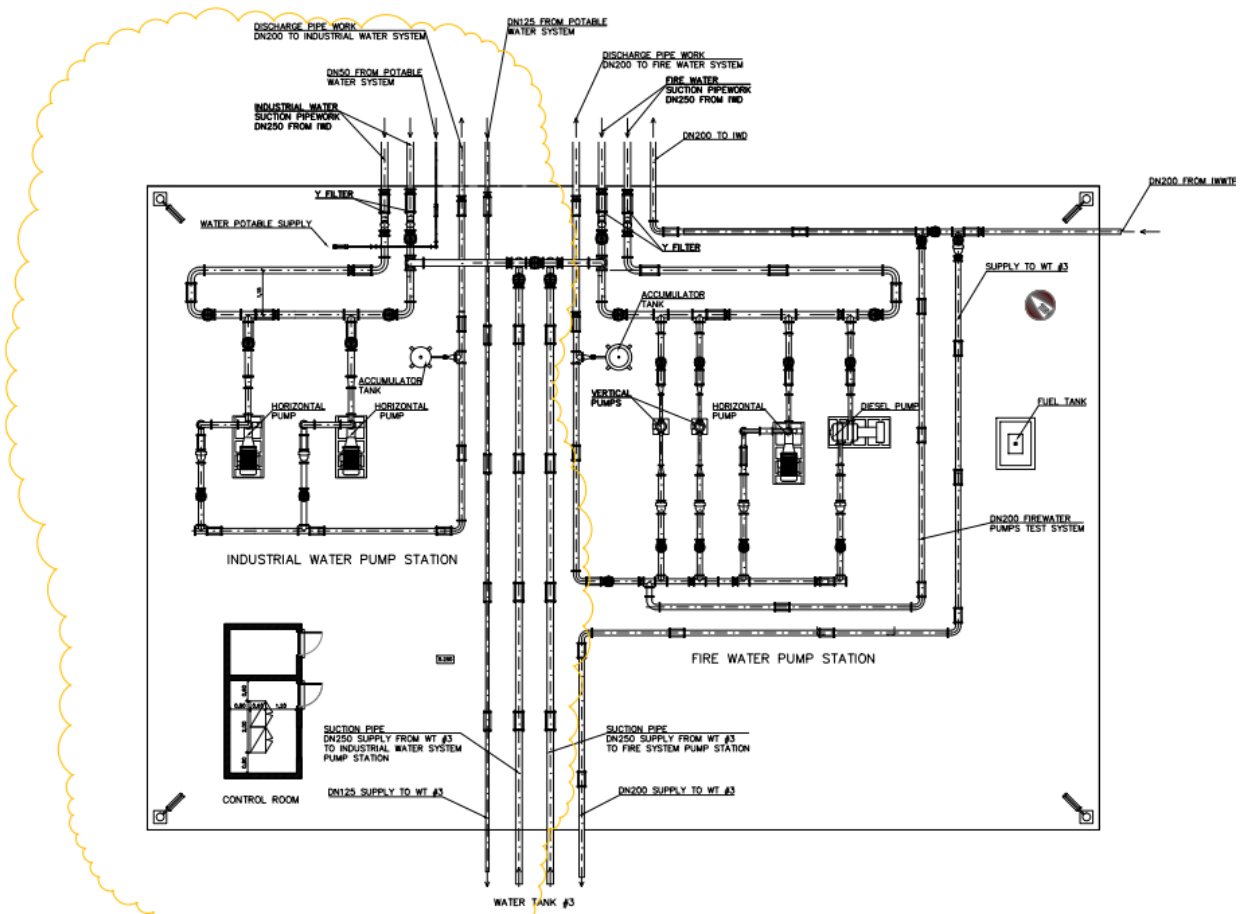 DISCHARGE PIPE WORK
DN200 TO INDUSTRIAL WATER SYSTEM
DN125 FROM POTABLE
WATER SYSTEM
DN50 FROM POTABLE
WATER SYSTEM
DISCHARGE PIPE WORK
DN200 TO FIRE WATER SYSTEM
INDUSTRIAL WATER
SUCTION PIPEWORK
DN250 FROM IWD
FIRE WATER
SUCTION PIPEWORK
DN250 FROM IWD
DN200 TO IWD
DN200 FROM IWWTP
Y FILTER
WATER POTABLE SUPPLY
Y FILTER
SUPPLY TO WT #3
1,15
ACCUMULATOR
TANK
ACCUMULATOR
TANK
HORIZONTAL
PUMP
HORIZONTAL
PUMP
VERTICAL
PUMPS
HORIZONTAL
PUMP
DIESEL PUMP
FUEL TANK
DN200 FIREWATER
PUMPS TEST SYSTEM
INDUSTRIAL WATER PUMP STATION
FIRE WATER PUMP STATION
SUCTION PIPE
DN250 SUPPLY FROM WT #3
TO INDUSTRIAL WATER SYSTEM
PUMP STATION
SUCTION PIPE
DN250 SUPPLY FROM WT #3
TO FIRE SYSTEM PUMP STATION
CONTROL ROOM
DN125 SUPPLY TO WT #3
DN200 SUPPLY TO WT #3
WATER TANK #3